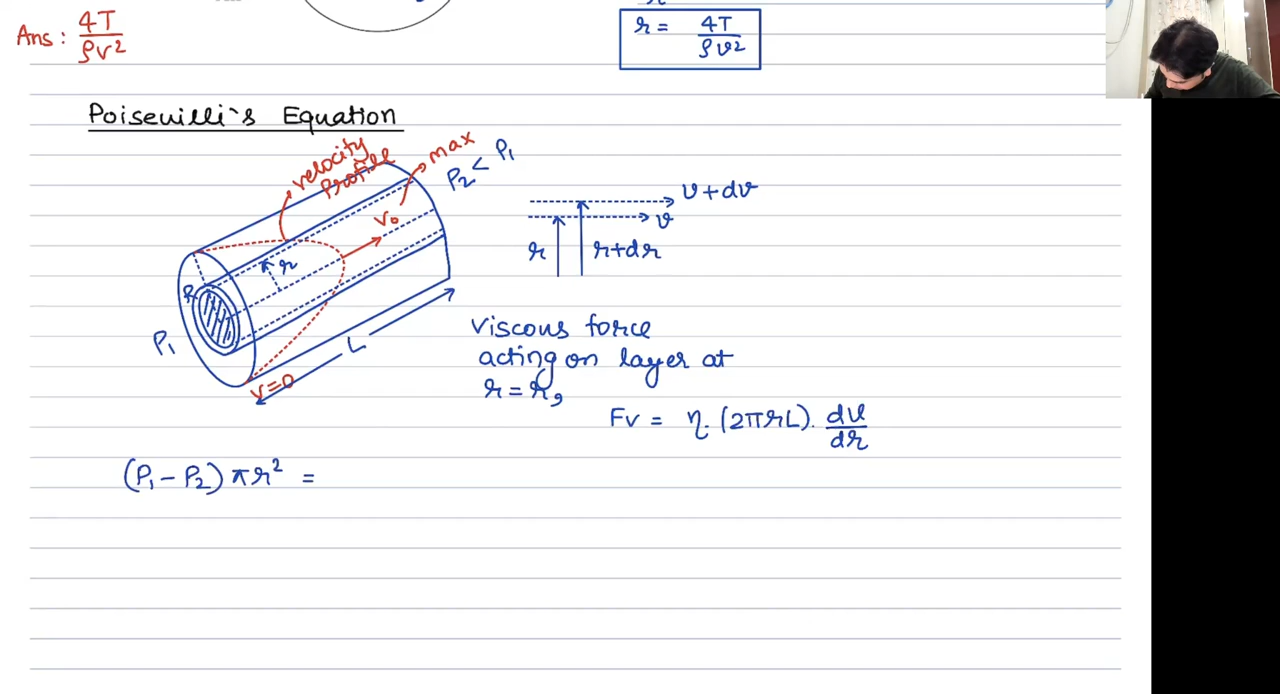 Ans: 4T / ρv²
r = 4T / ρv²
Poiseuilli's Equation
velocity profile
max
P₂ < P₁
v₀
r
R
P₁
v=0
L
v+dv
v
r
r+dr
Viscous force
acting on layer at
r = r,
Fv = η. (2πrL). dv/dr
(P₁ - P₂) πr² =